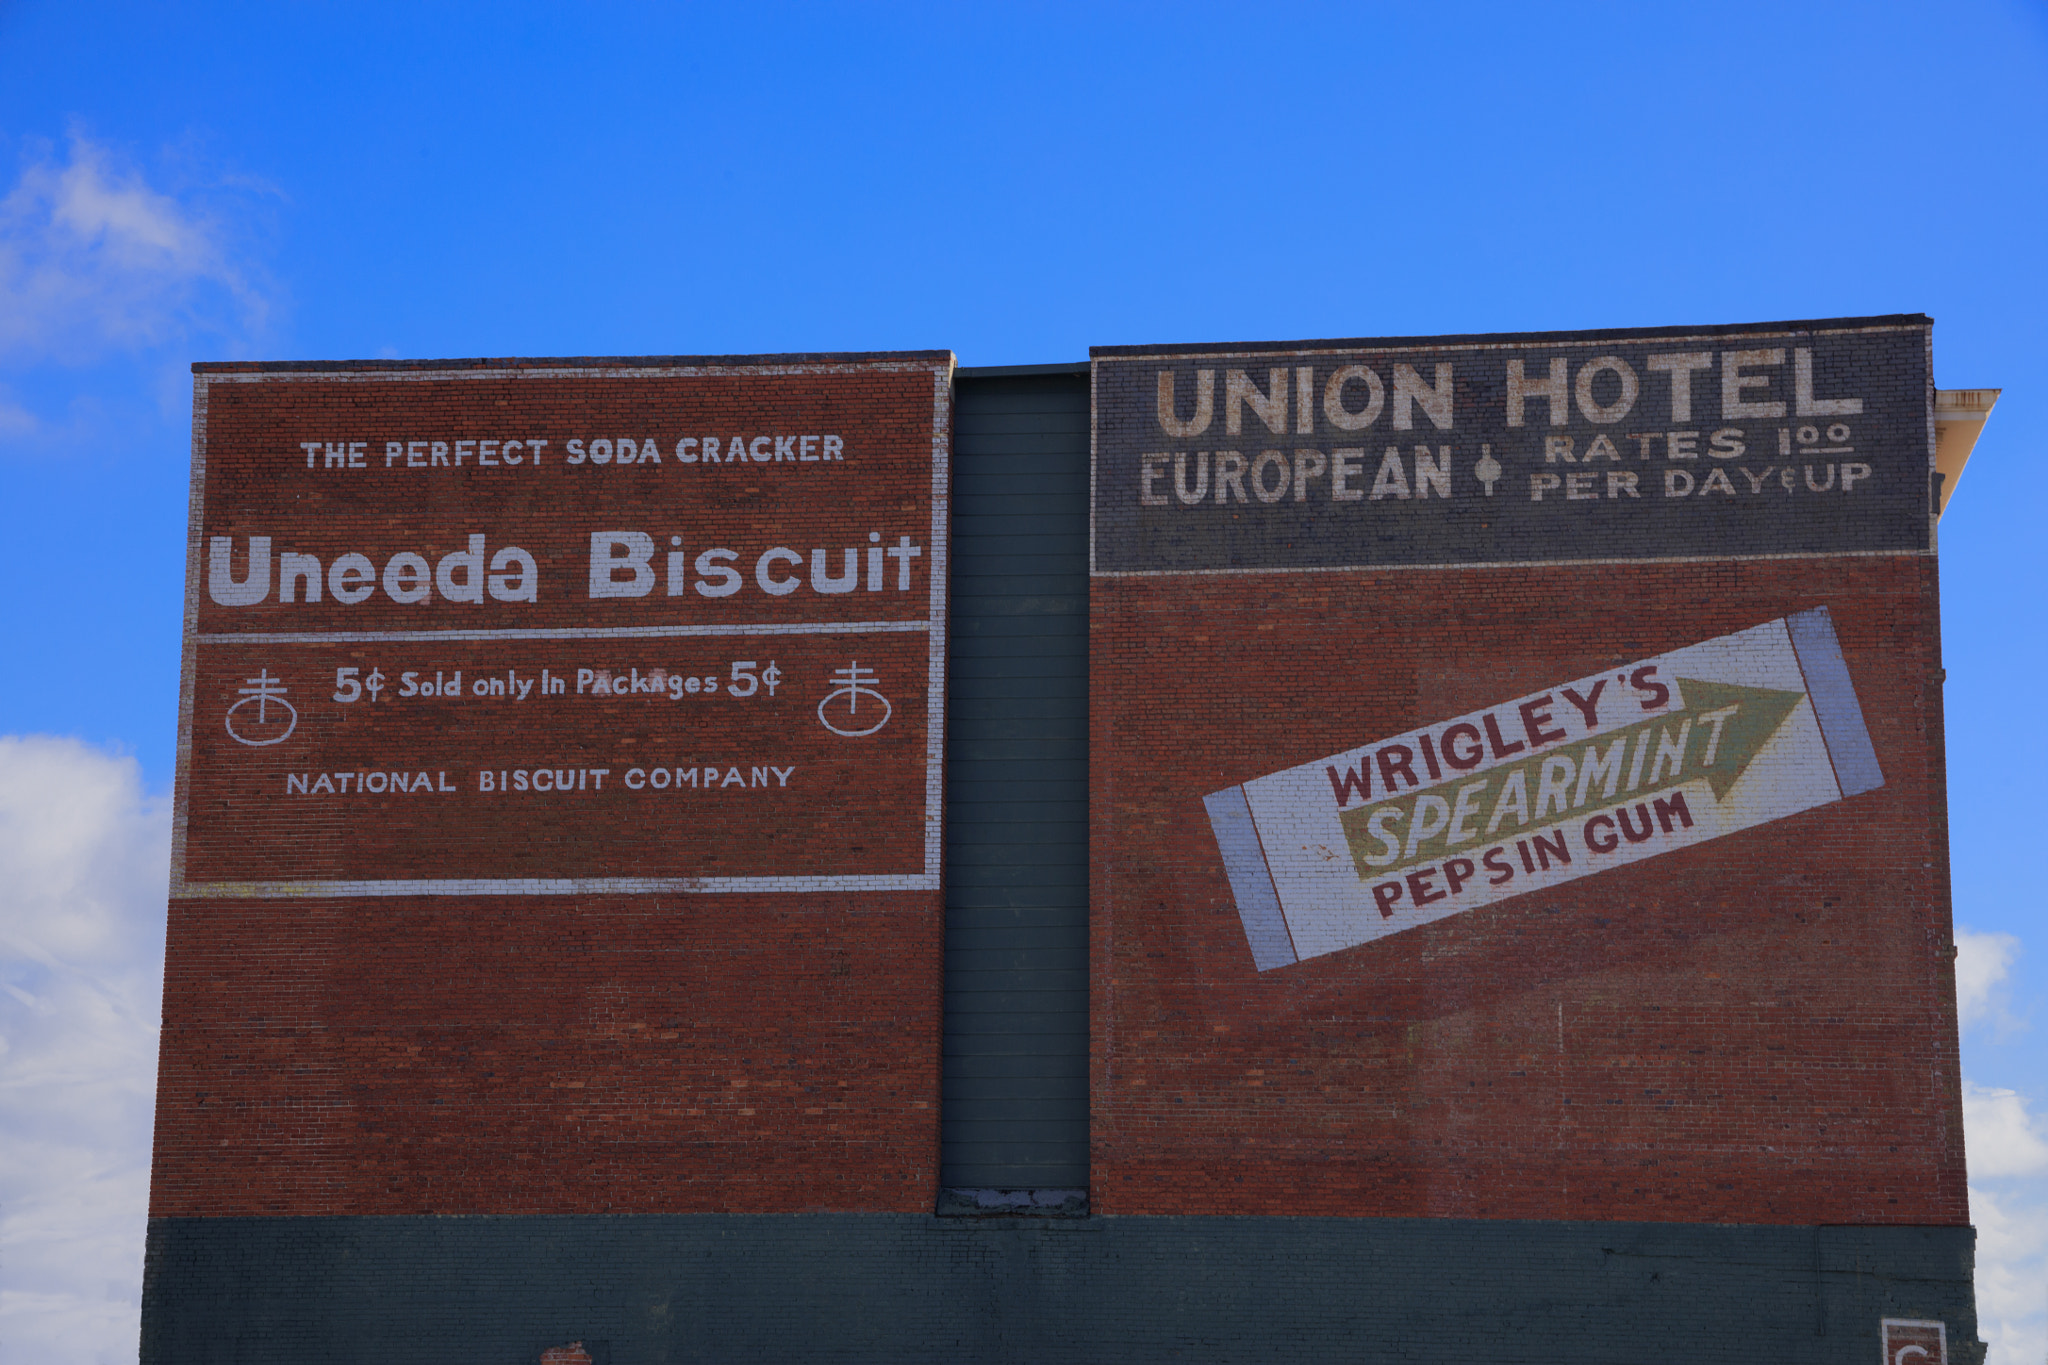 THE PERFECT SODA CRACKER
Uneeda Biscuit
5¢ Sold only In Packages 5¢
NATIONAL BISCUIT COMPANY
UNION HOTEL
EUROPEAN
RATES 1⁰⁰
PER DAY & UP
WRIGLEY'S
SPEARMINT
PEPSIN GUM